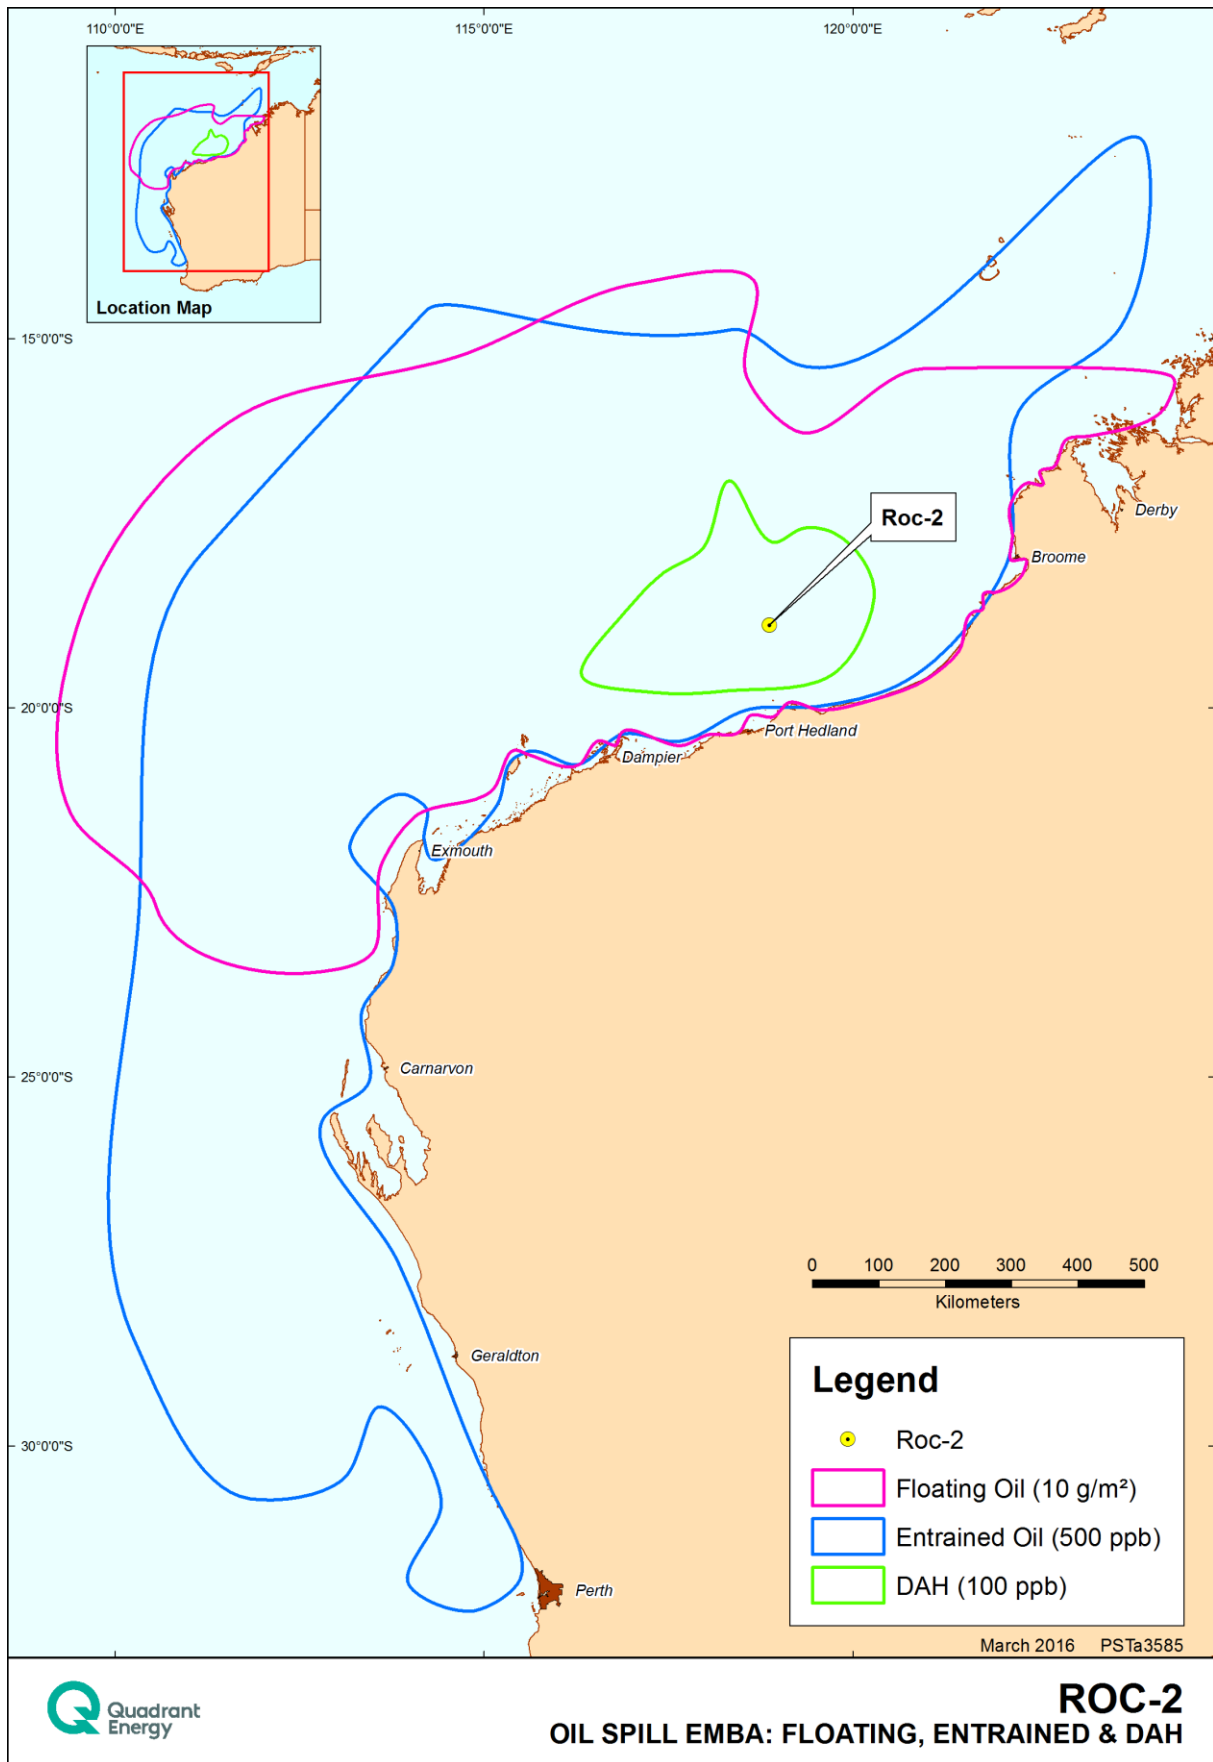 110°0'0"E
115°0'0"E
120°0'0"E
Location Map
15°0'0"S
Roc-2
Derby
Broome
20°0'0"S
Port Hedland
Dampier
Exmouth
25°0'0"S
Carnarvon
0 100 200 300 400 500
Kilometers
Geraldton
Legend
30°0'0"S
Roc-2
Floating Oil (10 g/m²)
Entrained Oil (500 ppb)
DAH (100 ppb)
Perth
March 2016 PSTa3585
Quadrant
Energy
ROC-2
OIL SPILL EMBA: FLOATING, ENTRAINED & DAH